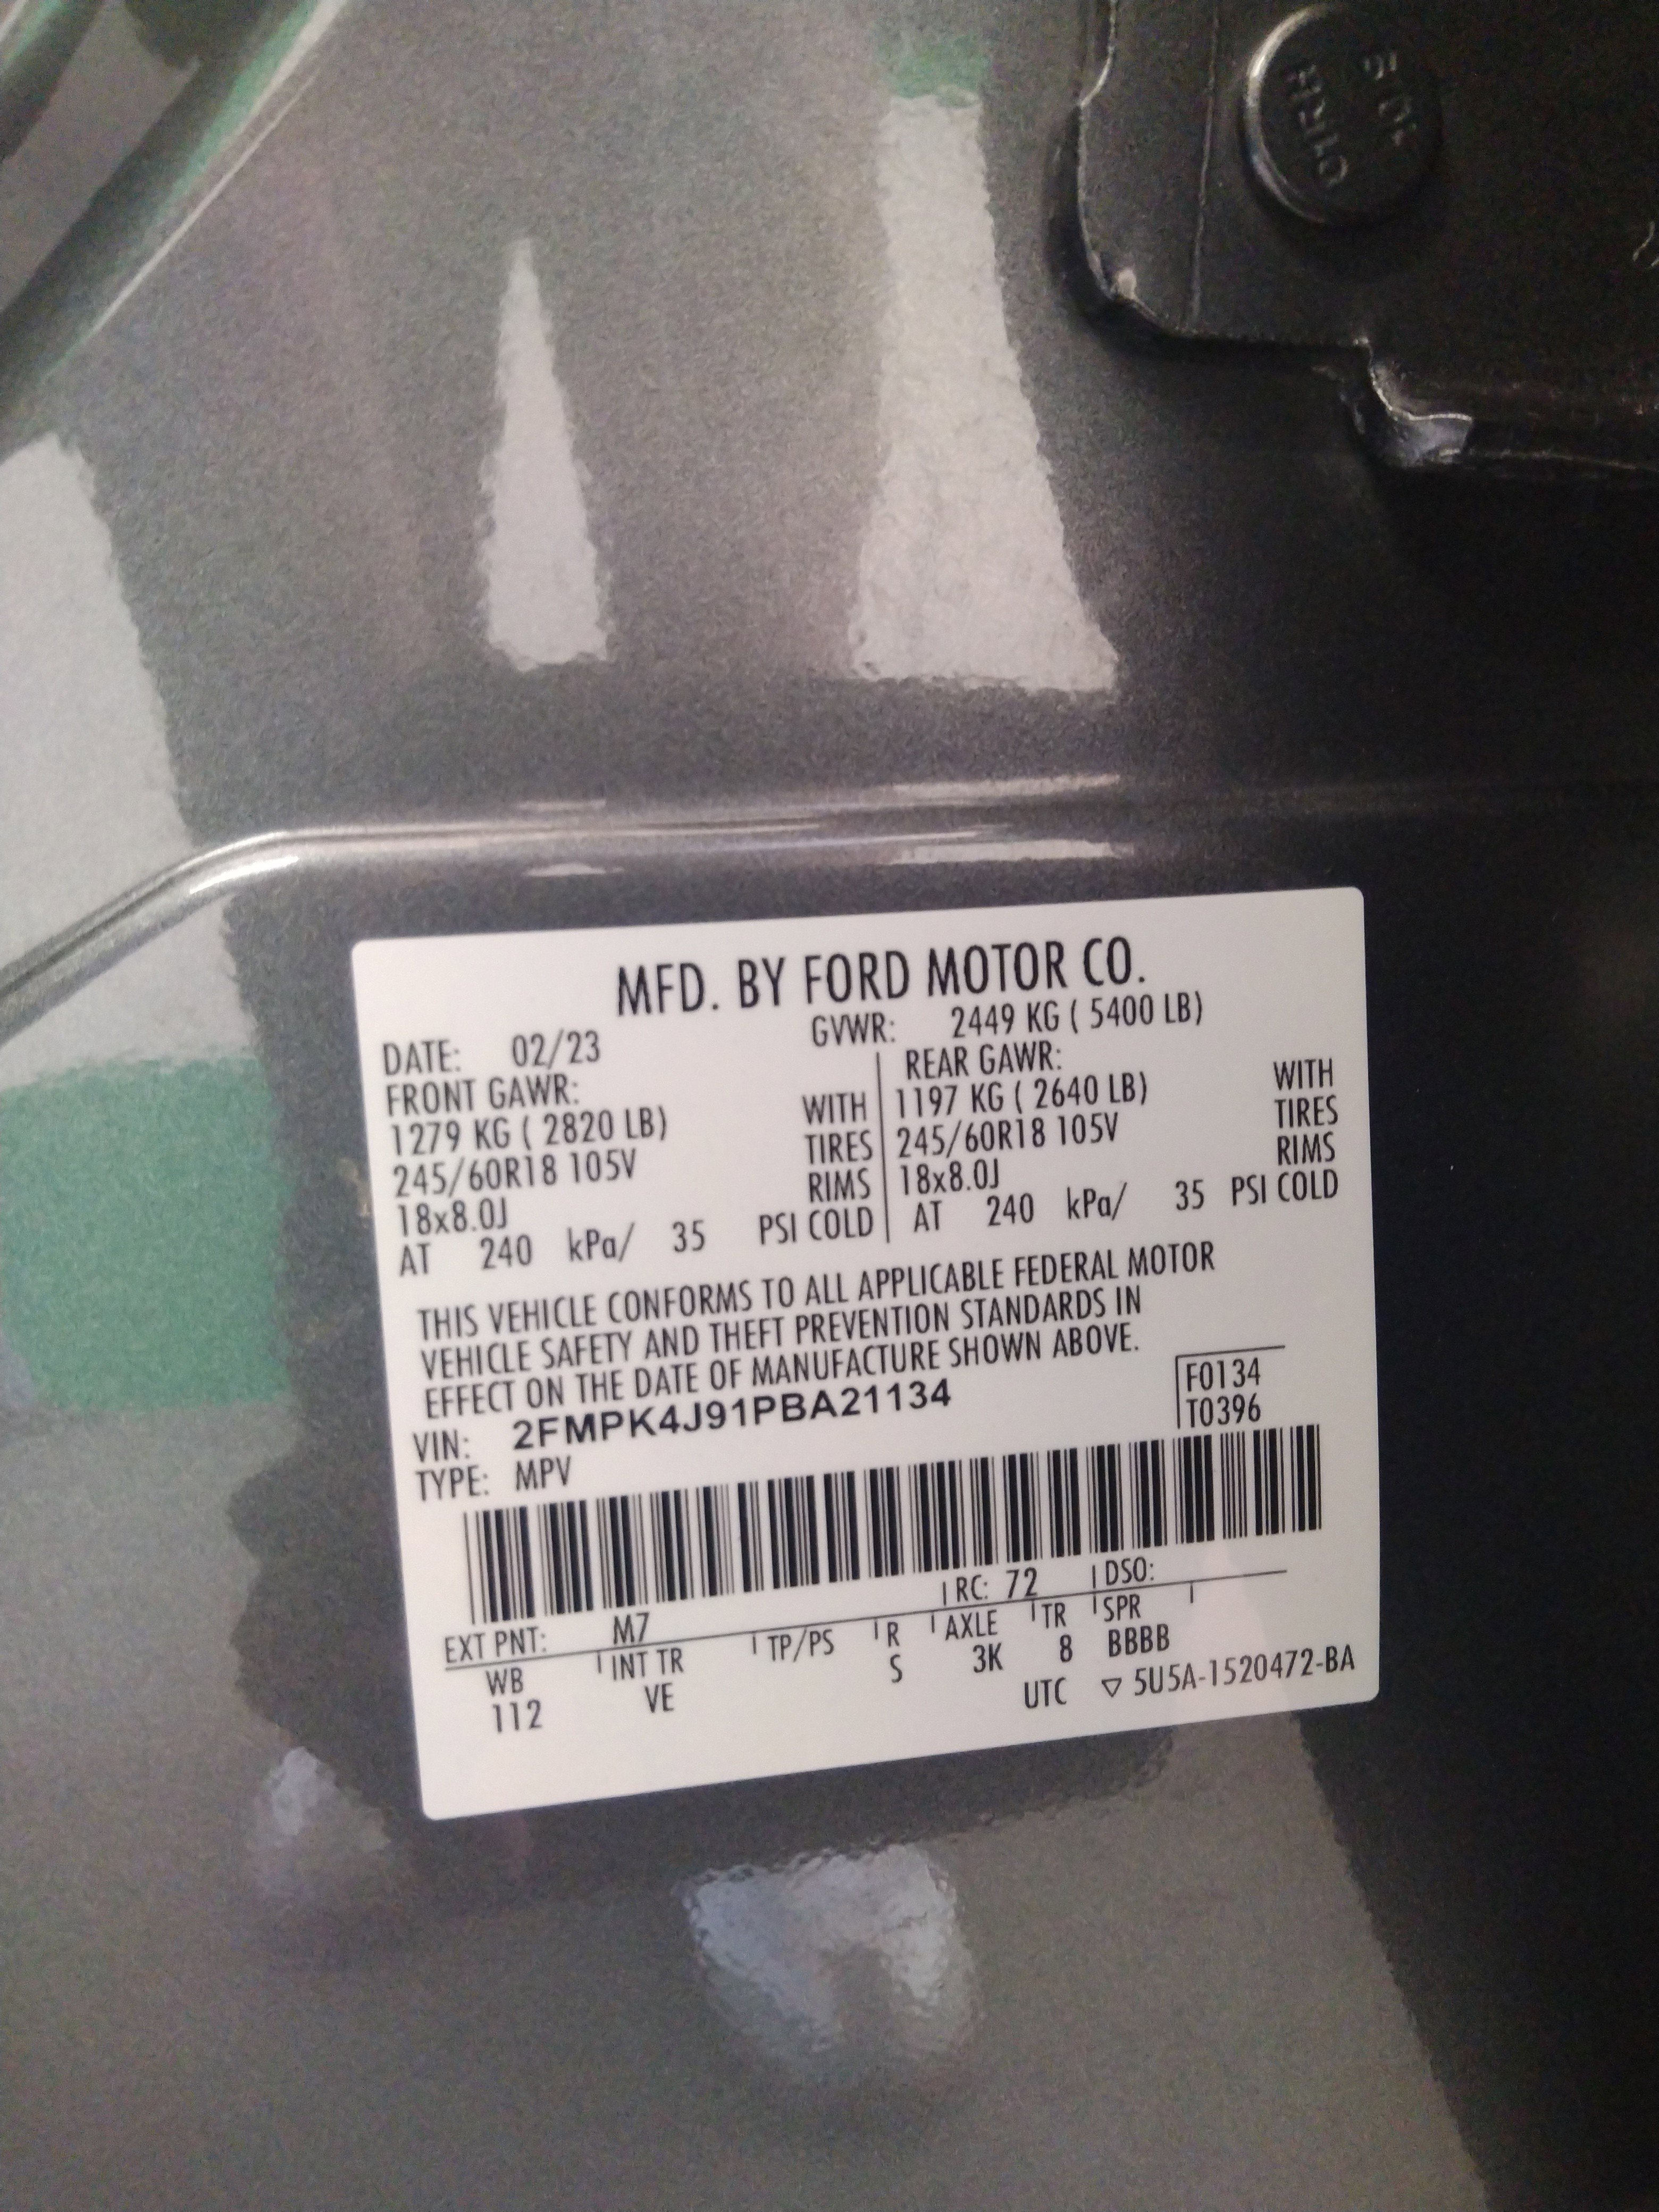 MFD. BY FORD MOTOR CO.
DATE: 02/23 GVWR: 2449 KG ( 5400 LB)
FRONT GAWR: REAR GAWR:
1279 KG ( 2820 LB) WITH 1197 KG ( 2640 LB) WITH
245/60R18 105V TIRES 245/60R18 105V TIRES
18x8.0J RIMS 18x8.0J RIMS
AT 240 kPa/ 35 PSI COLD AT 240 kPa/ 35 PSI COLD
THIS VEHICLE CONFORMS TO ALL APPLICABLE FEDERAL MOTOR
VEHICLE SAFETY AND THEFT PREVENTION STANDARDS IN
EFFECT ON THE DATE OF MANUFACTURE SHOWN ABOVE.
VIN: 2FMPK4J91PBA21134
TYPE: MPV
F0134
T0396
EXT PNT: M7 RC: 72 DSO:
WB INT TR TP/PS R AXLE TR SPR
112 VE S 3K 8 BBBB
UTC ▽ 5U5A-1520472-BA